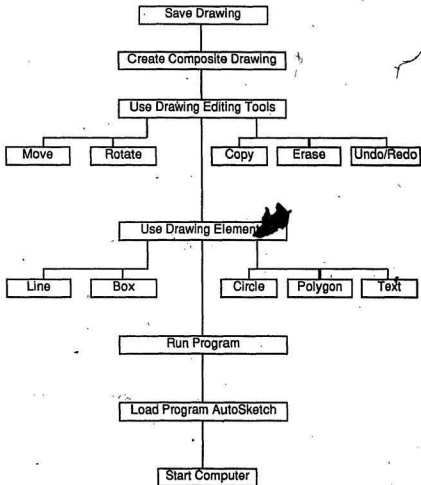 Save Drawing
Create Composite Drawing
Use Drawing Editing Tools
Move Rotate Copy Erase Undo/Redo
Use Drawing Element
Line Box Circle Polygon Text
Run Program
Load Program AutoSketch
Start Computer